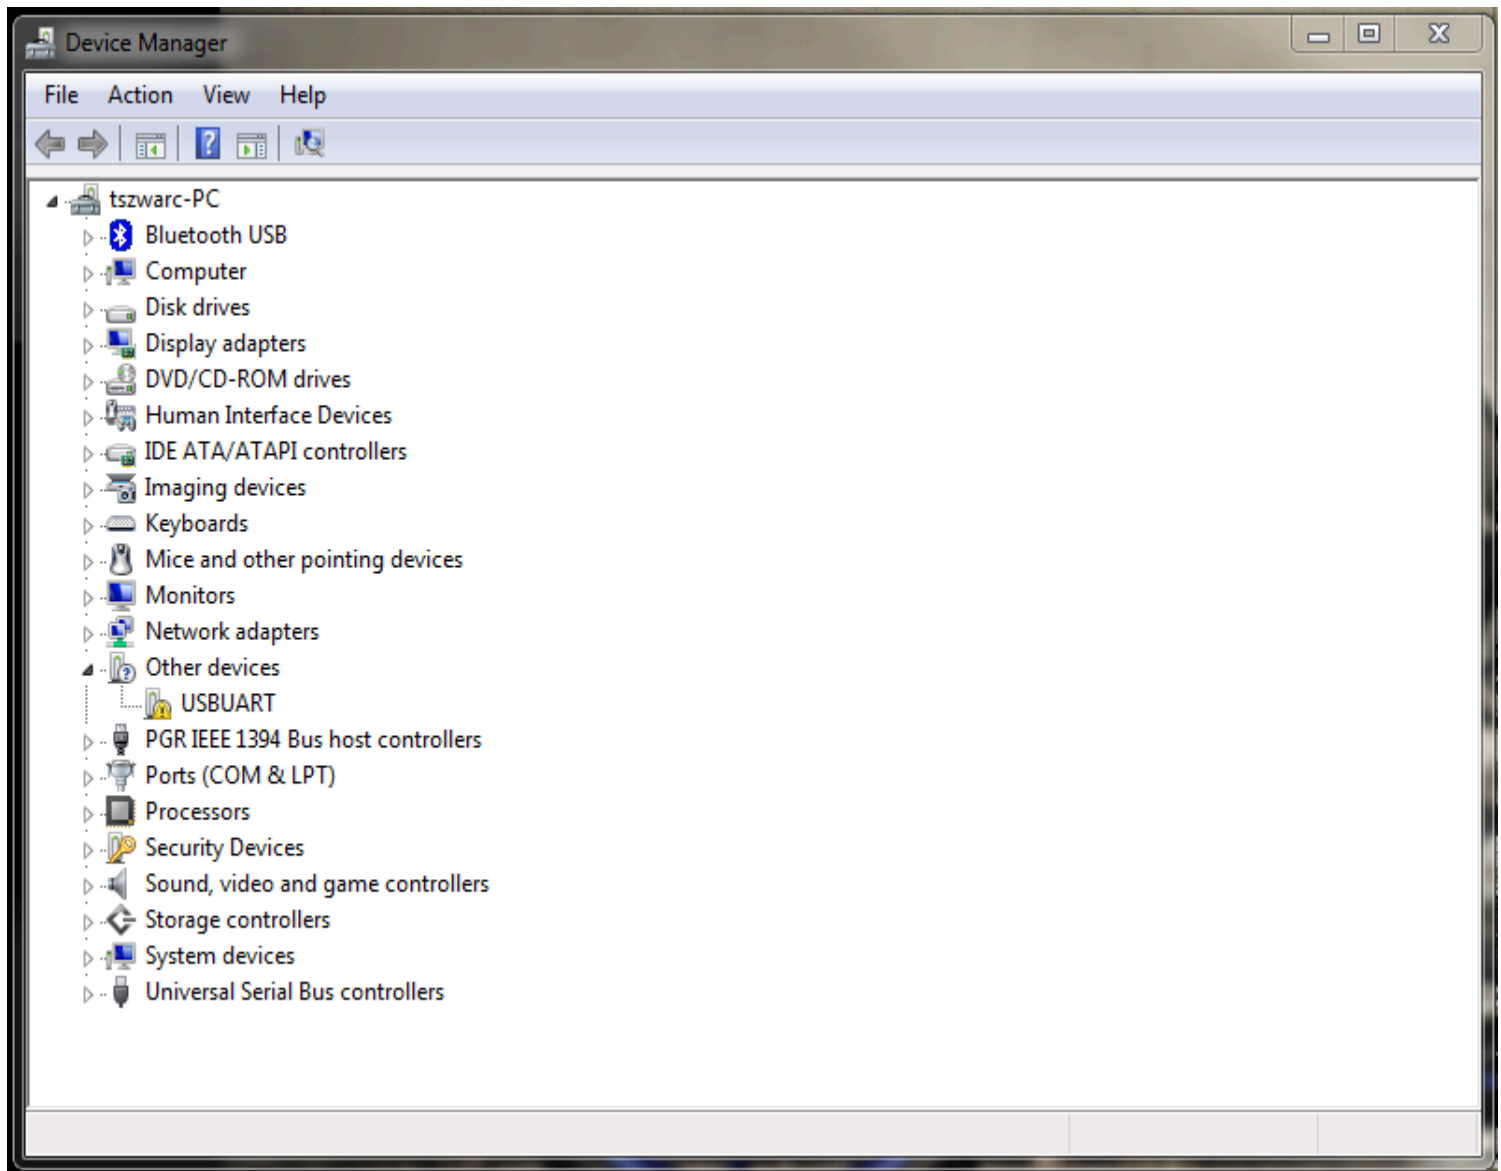 Device Manager
File Action View Help
tszwarc-PC
Bluetooth USB
Computer
Disk drives
Display adapters
DVD/CD-ROM drives
Human Interface Devices
IDE ATA/ATAPI controllers
Imaging devices
Keyboards
Mice and other pointing devices
Monitors
Network adapters
Other devices
USBUART
PGR IEEE 1394 Bus host controllers
Ports (COM & LPT)
Processors
Security Devices
Sound, video and game controllers
Storage controllers
System devices
Universal Serial Bus controllers